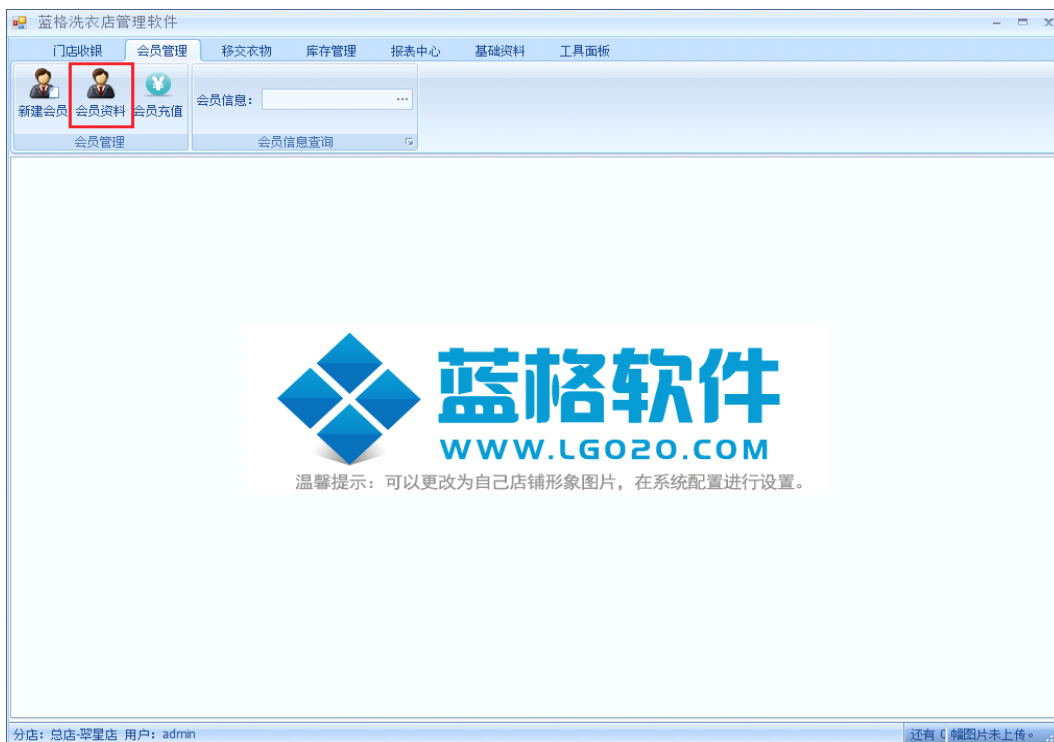 蓝格洗衣店管理软件
门店收银 会员管理 移交衣物 库存管理 报表中心 基础资料 工具面板
新建会员 会员资料 会员充值 会员信息: ...
会员管理 会员信息查询
蓝格软件
WWW.LGO20.COM
温馨提示：可以更改为自己店铺形象图片，在系统配置进行设置。
分店: 总店-翠星店 用户: admin 还有 幅图片未上传。